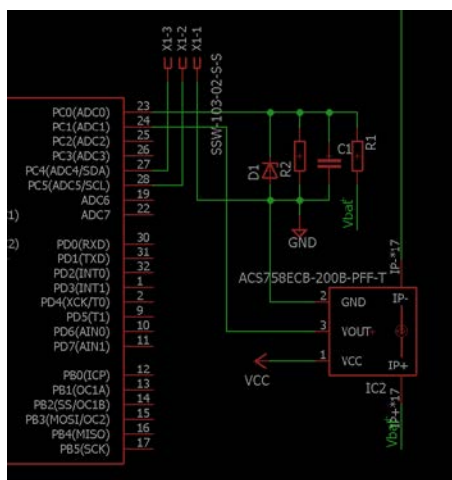 X1-3
X1-2
X1-1
SSW-103-02-S-S
PC0(ADC0) 23
PC1(ADC1) 24
PC2(ADC2) 25
PC3(ADC3) 26
PC4(ADC4/SDA) 27
PC5(ADC5/SCL) 28
ADC6 19
ADC7 22
1)
2)
PD0(RXD) 30
PD1(TXD) 31
PD2(INT0) 32
PD3(INT1) 1
PD4(XCK/T0) 2
PD5(T1) 9
PD6(AIN0) 10
PD7(AIN1) 11
PB0(ICP) 12
PB1(OC1A) 13
PB2(SS/OC1B) 14
PB3(MOSI/OC2) 15
PB4(MISO) 16
PB5(SCK) 17
D1
R2
C1
R1
Vbat
GND
IP-*17
ACS758ECB-200B-PFF-T
2 GND IP-
3 VOUT
1 VCC IP+
VCC
IC2
IP+*17
Vbat